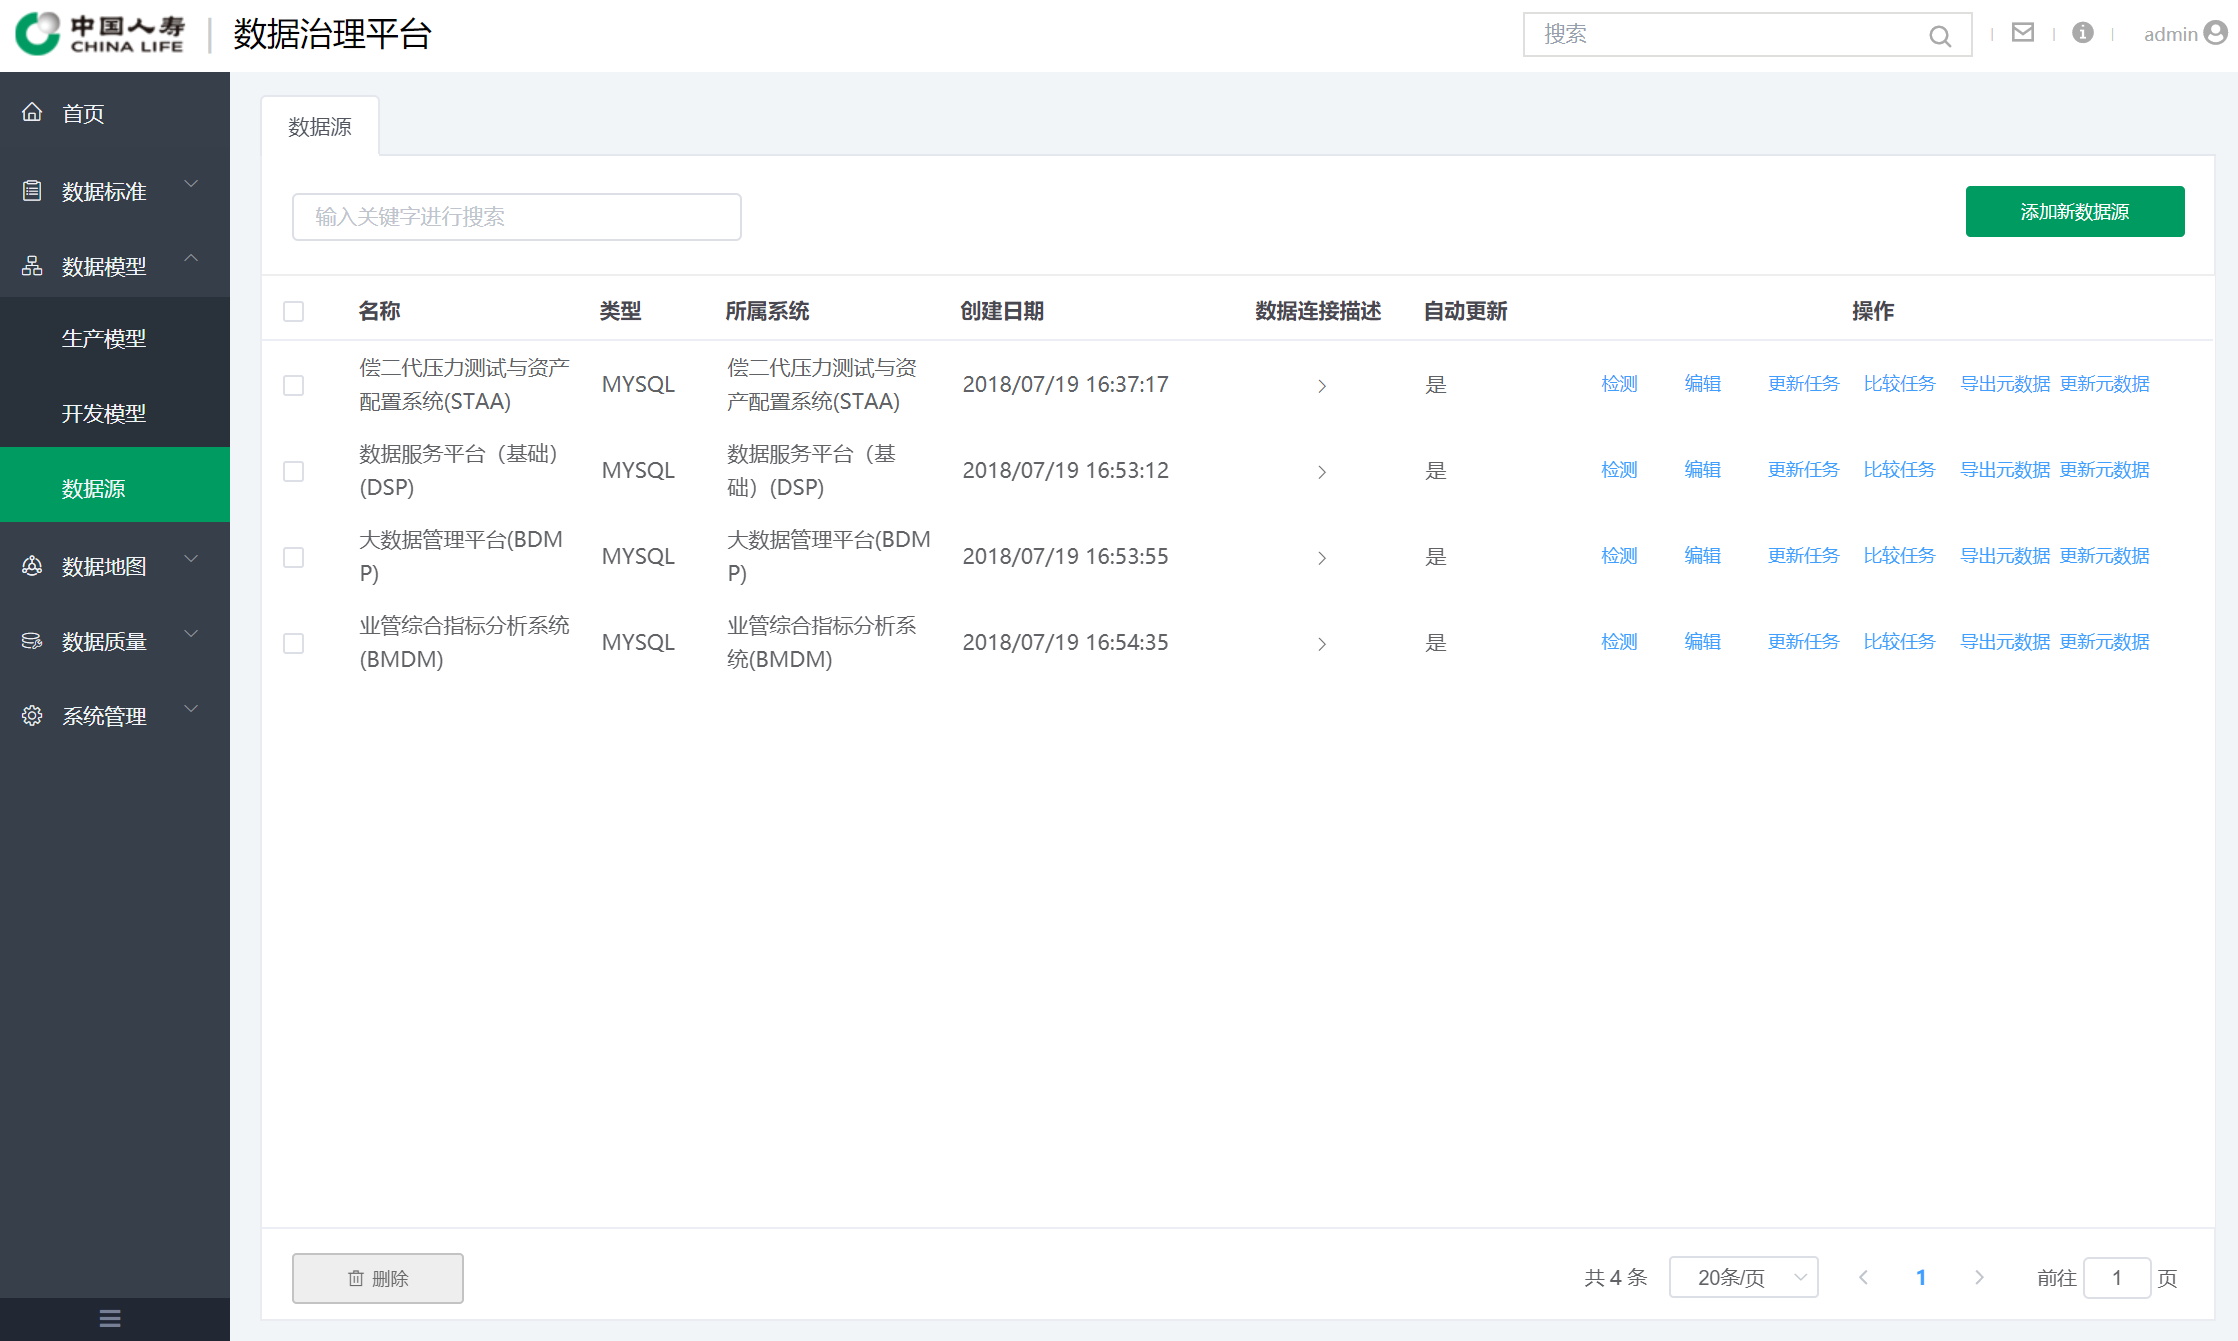 中国人寿
CHINA LIFE
数据治理平台
搜索
admin
首页
数据标准
数据模型
生产模型
开发模型
数据源
数据地图
数据质量
系统管理
数据源
输入关键字进行搜索
添加新数据源
名称 类型 所属系统 创建日期 数据连接描述 自动更新 操作
偿二代压力测试与资产
配置系统(STAA)
MYSQL
偿二代压力测试与资
产配置系统(STAA)
2018/07/19 16:37:17
是
检测 编辑 更新任务 比较任务 导出元数据 更新元数据
数据服务平台（基础）
(DSP)
MYSQL
数据服务平台（基
础）(DSP)
2018/07/19 16:53:12
是
检测 编辑 更新任务 比较任务 导出元数据 更新元数据
大数据管理平台(BDM
P)
MYSQL
大数据管理平台(BDM
P)
2018/07/19 16:53:55
是
检测 编辑 更新任务 比较任务 导出元数据 更新元数据
业管综合指标分析系统
(BMDM)
MYSQL
业管综合指标分析系
统(BMDM)
2018/07/19 16:54:35
是
检测 编辑 更新任务 比较任务 导出元数据 更新元数据
删除
共 4 条 20条/页 1 前往 1 页